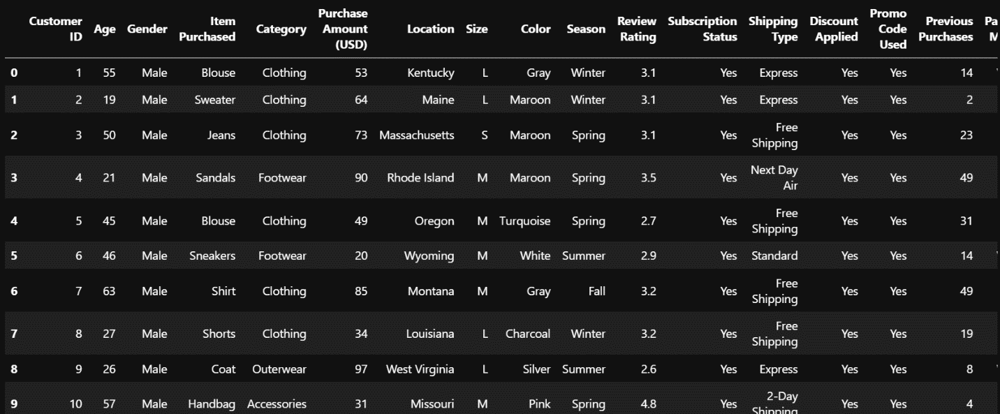 Customer ID Age Gender Item Purchased Category Purchase Amount (USD) Location Size Color Season Review Rating Subscription Status Shipping Type Discount Applied Promo Code Used Previous Purchases
0 1 55 Male Blouse Clothing 53 Kentucky L Gray Winter 3.1 Yes Express Yes Yes 14
1 2 19 Male Sweater Clothing 64 Maine L Maroon Winter 3.1 Yes Express Yes Yes 2
2 3 50 Male Jeans Clothing 73 Massachusetts S Maroon Spring 3.1 Yes Free Shipping Yes Yes 23
3 4 21 Male Sandals Footwear 90 Rhode Island M Maroon Spring 3.5 Yes Next Day Air Yes Yes 49
4 5 45 Male Blouse Clothing 49 Oregon M Turquoise Spring 2.7 Yes Free Shipping Yes Yes 31
5 6 46 Male Sneakers Footwear 20 Wyoming M White Summer 2.9 Yes Standard Yes Yes 14
6 7 63 Male Shirt Clothing 85 Montana M Gray Fall 3.2 Yes Free Shipping Yes Yes 49
7 8 27 Male Shorts Clothing 34 Louisiana L Charcoal Winter 3.2 Yes Free Shipping Yes Yes 19
8 9 26 Male Coat Outerwear 97 West Virginia L Silver Summer 2.6 Yes Express Yes Yes 8
9 10 57 Male Handbag Accessories 31 Missouri M Pink Spring 4.8 Yes 2-Day Shipping Yes Yes 4